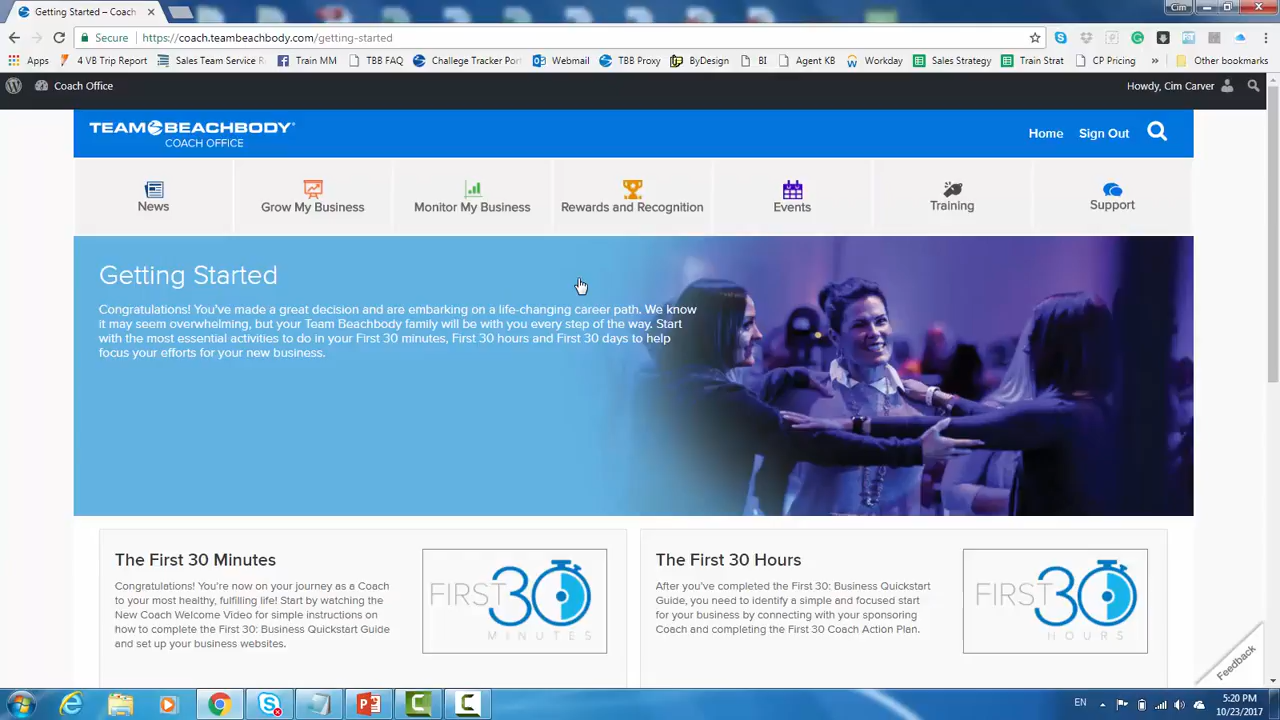 Getting Started – Coach
Cim
Secure https://coach.teambeachbody.com/getting-started
Apps 4 VB Trip Report Sales Team Service R Train MM TBB FAQ Challege Tracker Port Webmail TBB Proxy ByDesign BI Agent KB Workday Sales Strategy Train Strat CP Pricing » Other bookmarks
Coach Office Howdy, Cim Carver
TEAM BEACHBODY®
COACH OFFICE
Home Sign Out
News Grow My Business Monitor My Business Rewards and Recognition Events Training Support
Getting Started
Congratulations! You've made a great decision and are embarking on a life-changing career path. We know
it may seem overwhelming, but your Team Beachbody family will be with you every step of the way. Start
with the most essential activities to do in your First 30 minutes, First 30 hours and First 30 days to help
focus your efforts for your new business.
The First 30 Minutes
Congratulations! You're now on your journey as a Coach
to your most healthy, fulfilling life! Start by watching the
New Coach Welcome Video for simple instructions on
how to complete the First 30: Business Quickstart Guide
and set up your business websites.
FIRST 30
MINUTES
The First 30 Hours
After you've completed the First 30: Business Quickstart
Guide, you need to identify a simple and focused start
for your business by connecting with your sponsoring
Coach and completing the First 30 Coach Action Plan.
FIRST 30
HOURS
Feedback
EN
5:20 PM
10/23/2017